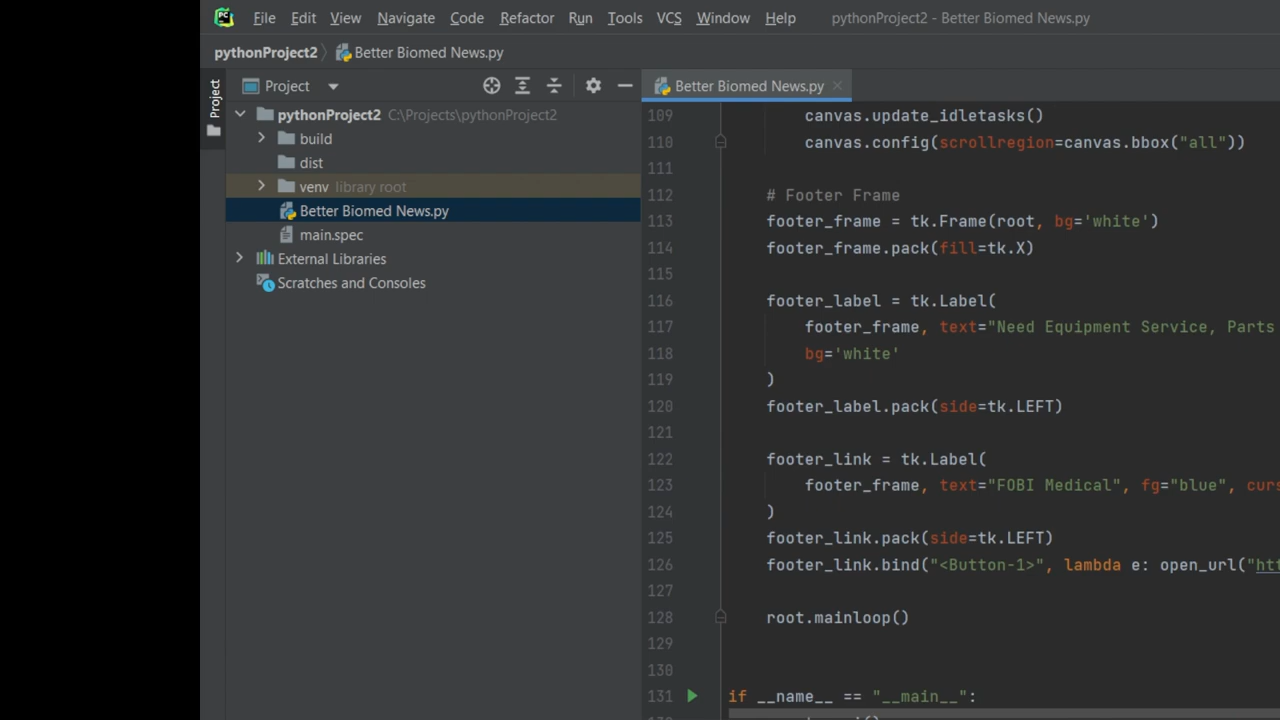 PC
File Edit View Navigate Code Refactor Run Tools VCS Window Help pythonProject2 - Better Biomed News.py
pythonProject2 Better Biomed News.py
Project
Project
Better Biomed News.py
pythonProject2 C:\Projects\pythonProject2
build
dist
venv library root
Better Biomed News.py
main.spec
External Libraries
Scratches and Consoles
109 canvas.update_idletasks()
110 canvas.config(scrollregion=canvas.bbox("all"))
111
112 # Footer Frame
113 footer_frame = tk.Frame(root, bg='white')
114 footer_frame.pack(fill=tk.X)
115
116 footer_label = tk.Label(
117 footer_frame, text="Need Equipment Service, Parts
118 bg='white'
119 )
120 footer_label.pack(side=tk.LEFT)
121
122 footer_link = tk.Label(
123 footer_frame, text="FOBI Medical", fg="blue", curs
124 )
125 footer_link.pack(side=tk.LEFT)
126 footer_link.bind("<Button-1>", lambda e: open_url("htt
127
128 root.mainloop()
129
130
131 if __name__ == "__main__":